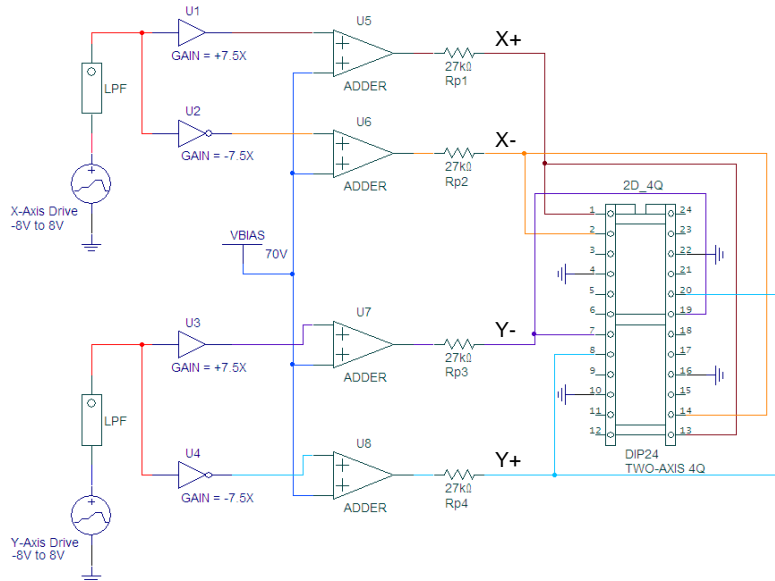 U1
GAIN = +7.5X
LPF
U2
GAIN = -7.5X
X-Axis Drive
-8V to 8V
U5
ADDER
U6
ADDER
27kΩ
Rp1
X+
27kΩ
Rp2
X-
VBIAS
70V
2D_4Q
1
2
3
4
5
6
7
8
9
10
11
12
24
23
22
21
20
19
18
17
16
15
14
13
DIP24
TWO-AXIS 4Q
U3
GAIN = +7.5X
LPF
U4
GAIN = -7.5X
Y-Axis Drive
-8V to 8V
U7
ADDER
U8
ADDER
27kΩ
Rp3
Y-
27kΩ
Rp4
Y+